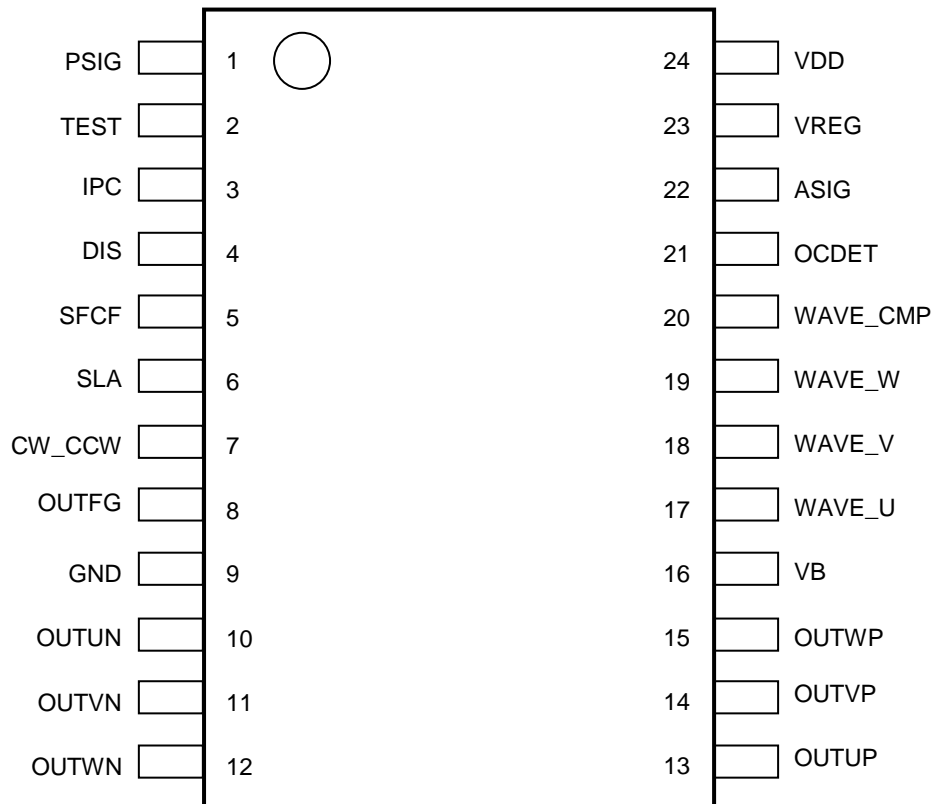 PSIG 1 24 VDD
TEST 2 23 VREG
IPC 3 22 ASIG
DIS 4 21 OCDET
SFCF 5 20 WAVE_CMP
SLA 6 19 WAVE_W
CW_CCW 7 18 WAVE_V
OUTFG 8 17 WAVE_U
GND 9 16 VB
OUTUN 10 15 OUTWP
OUTVN 11 14 OUTVP
OUTWN 12 13 OUTUP